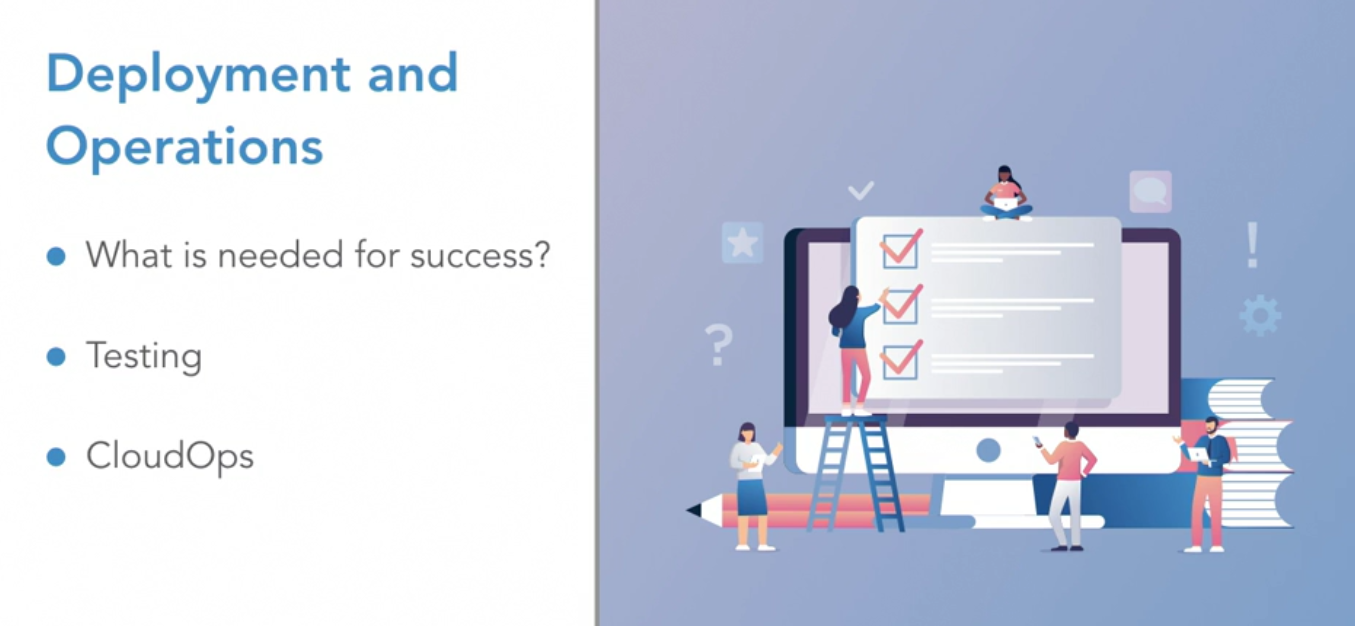 Deployment and
Operations
What is needed for success?
Testing
CloudOps